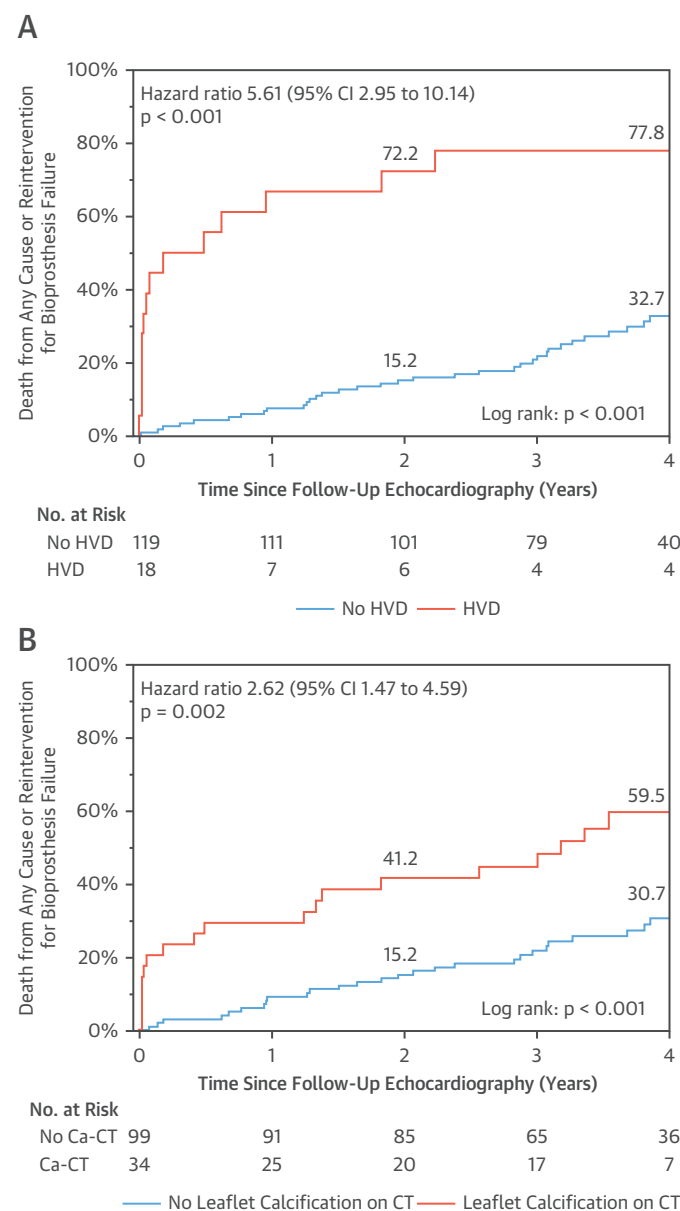 A
100%
80%
60%
40%
20%
0%
Death from Any Cause or Reintervention
for Bioprosthesis Failure
Hazard ratio 5.61 (95% CI 2.95 to 10.14)
p < 0.001
72.2
77.8
32.7
15.2
Log rank: p < 0.001
0 1 2 3 4
Time Since Follow-Up Echocardiography (Years)
No. at Risk
No HVD 119 111 101 79 40
HVD 18 7 6 4 4
No HVD HVD
B
100%
80%
60%
40%
20%
0%
Death from Any Cause or Reintervention
for Bioprosthesis Failure
Hazard ratio 2.62 (95% CI 1.47 to 4.59)
p = 0.002
59.5
41.2
30.7
15.2
Log rank: p < 0.001
0 1 2 3 4
Time Since Follow-Up Echocardiography (Years)
No. at Risk
No Ca-CT 99 91 85 65 36
Ca-CT 34 25 20 17 7
No Leaflet Calcification on CT Leaflet Calcification on CT